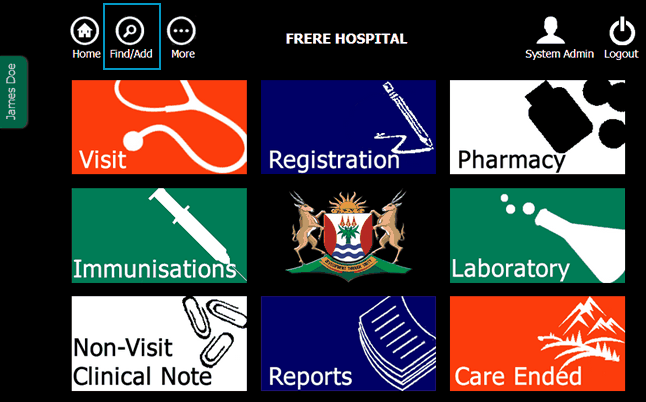 Home
Find/Add
More
FRERE HOSPITAL
System Admin
Logout
James Doe
Visit
Registration
Pharmacy
Immunisations
Laboratory
Non-Visit
Clinical Note
Reports
Care Ended